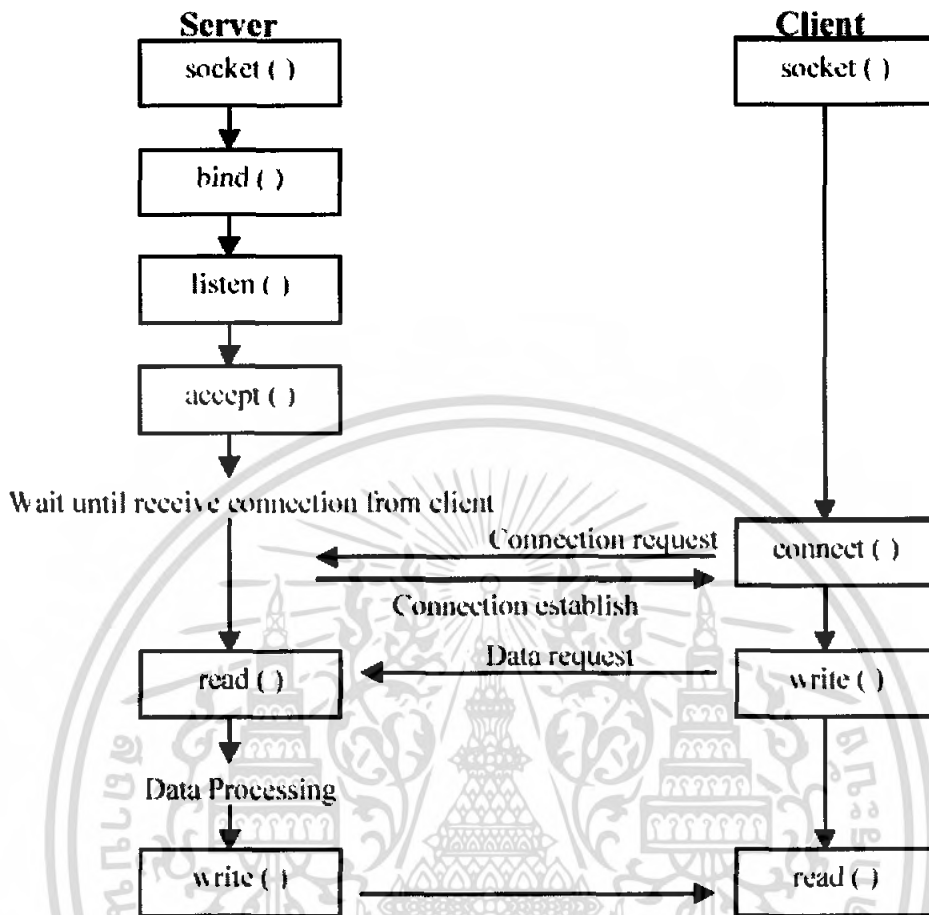 Server
Client
socket ( )
socket ( )
bind ( )
listen ( )
accept ( )
Wait until receive connection from client
Connection request
connect ( )
Connection establish
Data request
read ( )
write ( )
Data Processing
write ( )
read ( )